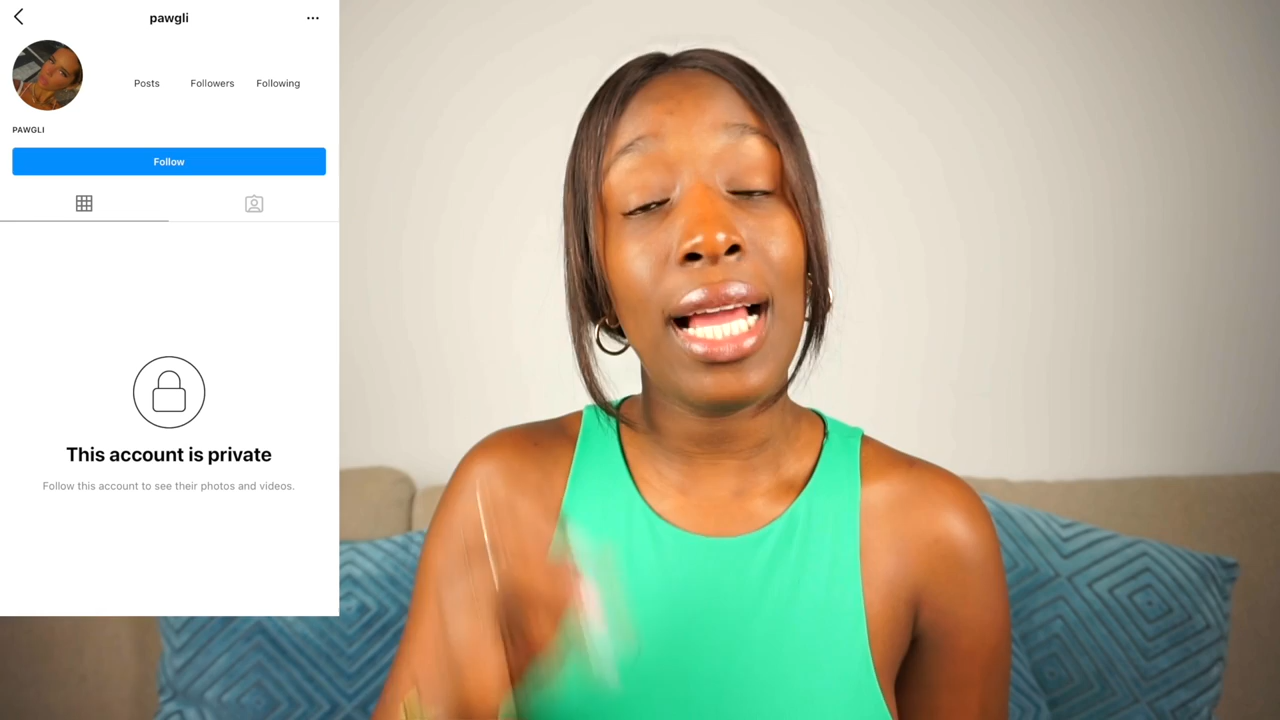 pawgli
Posts Followers Following
PAWGLI
Follow
This account is private
Follow this account to see their photos and videos.